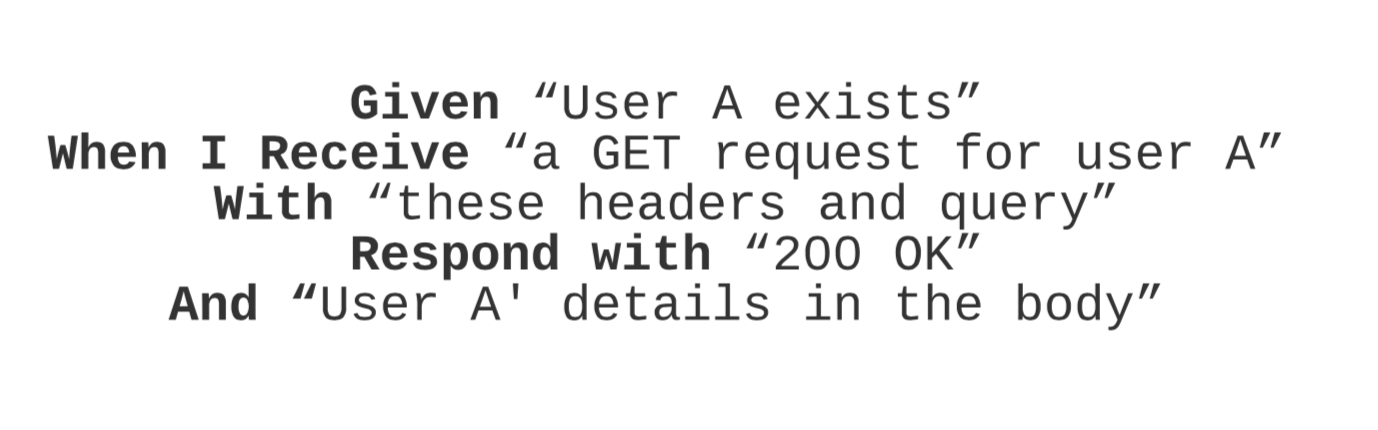 Given “User A exists”
When I Receive “a GET request for user A”
With “these headers and query”
Respond with “200 OK”
And “User A' details in the body”